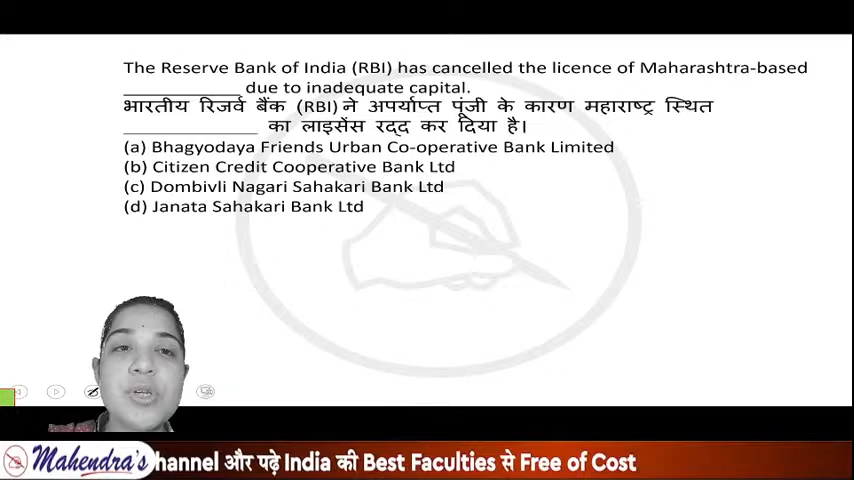 The Reserve Bank of India (RBI) has cancelled the licence of Maharashtra-based
____________ due to inadequate capital.
भारतीय रिजर्व बैंक (RBI) ने अपर्याप्त पूंजी के कारण महाराष्ट्र स्थित
______________ का लाइसेंस रद्द कर दिया है।
(a) Bhagyodaya Friends Urban Co-operative Bank Limited
(b) Citizen Credit Cooperative Bank Ltd
(c) Dombivli Nagari Sahakari Bank Ltd
(d) Janata Sahakari Bank Ltd
Mahendra's hannel और पढ़े India की Best Faculties से Free of Cost